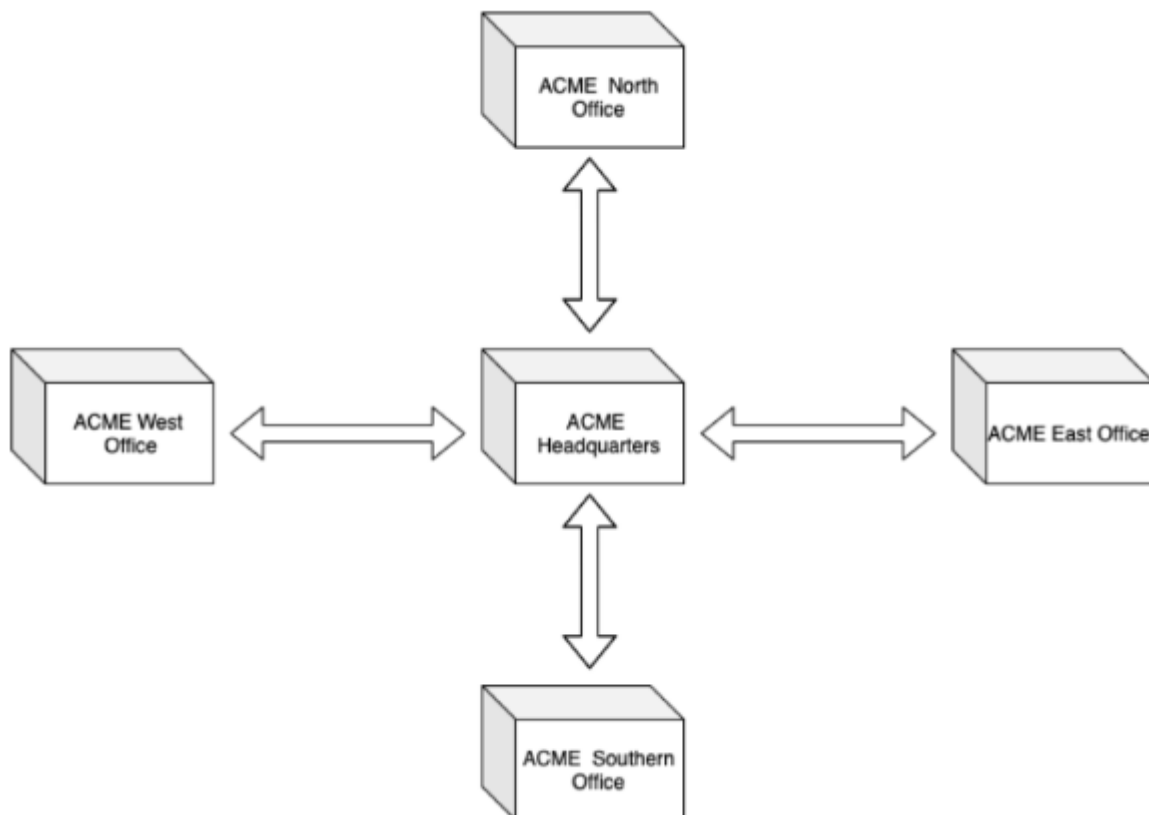 ACME North
Office
ACME West
Office
ACME
Headquarters
ACME East Office
ACME Southern
Office